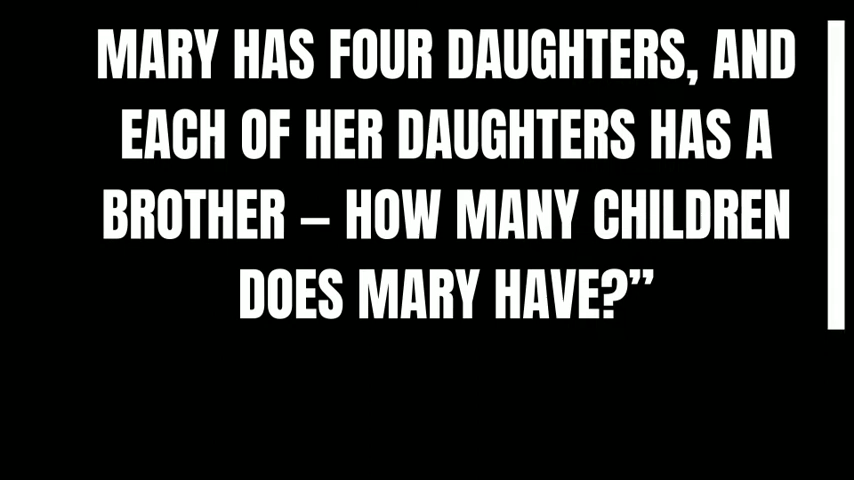 MARY HAS FOUR DAUGHTERS, AND
EACH OF HER DAUGHTERS HAS A
BROTHER – HOW MANY CHILDREN
DOES MARY HAVE?”